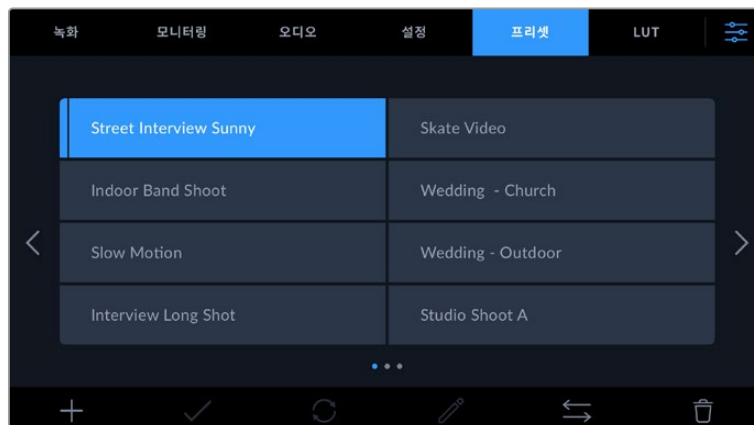 녹화 모니터링 오디오 설정 프리셋 LUT
Street Interview Sunny Skate Video
Indoor Band Shoot Wedding - Church
Slow Motion Wedding - Outdoor
Interview Long Shot Studio Shoot A